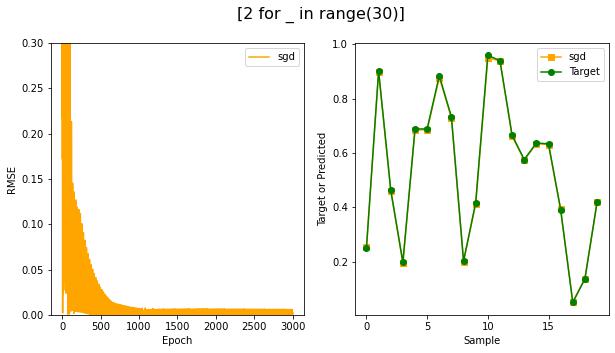 [2 for _ in range(30)]
0.30
0.25
0.20
0.15
0.10
0.05
0.00
RMSE
0
500
1000
1500
2000
2500
3000
Epoch
sgd
1.0
0.8
0.6
0.4
0.2
Target or Predicted
0
5
10
15
Sample
sgd
Target